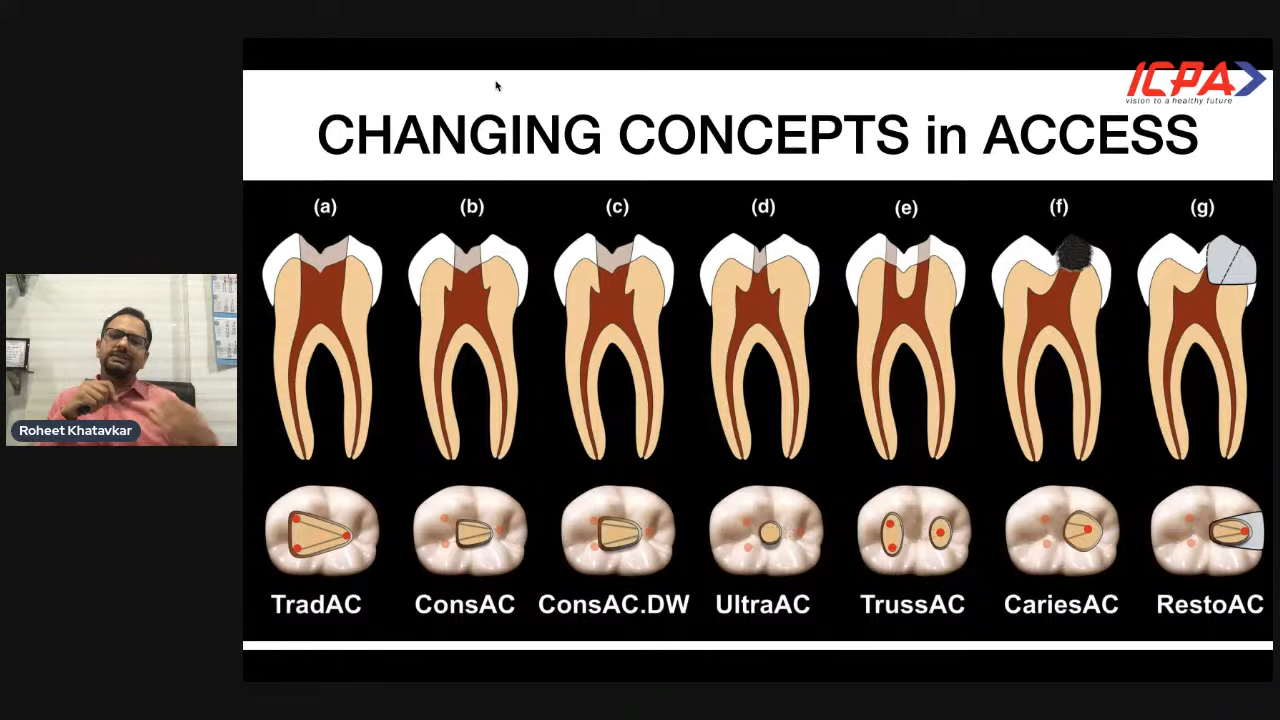 ICPA
vision to a healthy future
CHANGING CONCEPTS in ACCESS
(a) (b) (c) (d) (e) (f) (g)
Roheet Khatavkar
TradAC ConsAC ConsAC.DW UltraAC TrussAC CariesAC RestoAC